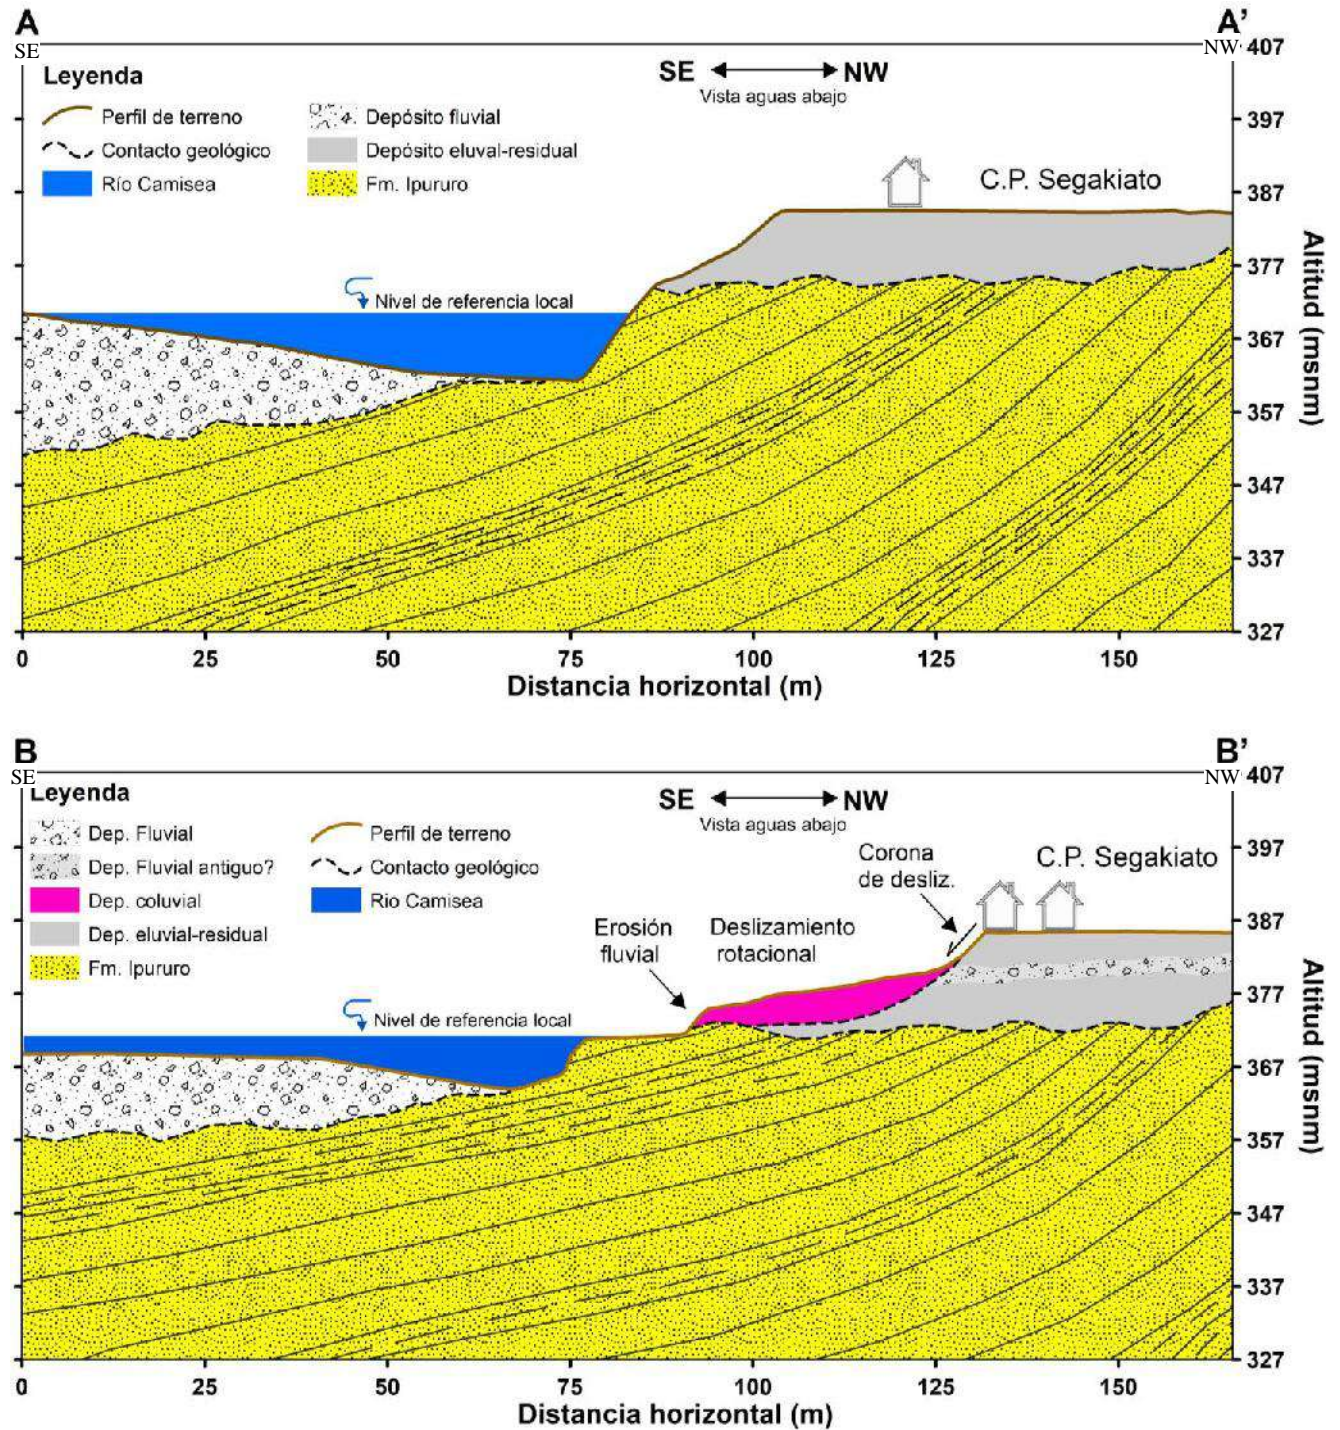 A
A'
SE
NW
407
Leyenda
SE NW
Vista aguas abajo
Perfil de terreno
Depósito fluvial
397
Contacto geológico
Depósito eluval-residual
Río Camisea
Fm. Ipururo
C.P. Segakiato
387
377
Nivel de referencia local
367
357
347
337
327
Altitud (msnm)
0 25 50 75 100 125 150
Distancia horizontal (m)
B
B'
SE
NW
407
Leyenda
SE NW
Vista aguas abajo
Dep. Fluvial
Perfil de terreno
Dep. Fluvial antiguo?
Contacto geológico
Dep. coluvial
Rio Camisea
Dep. eluvial-residual
Fm. Ipururo
397
Corona
de desliz.
C.P. Segakiato
387
Erosión
fluvial
Deslizamiento
rotacional
377
Nivel de referencia local
367
357
347
337
327
Altitud (msnm)
0 25 50 75 100 125 150
Distancia horizontal (m)